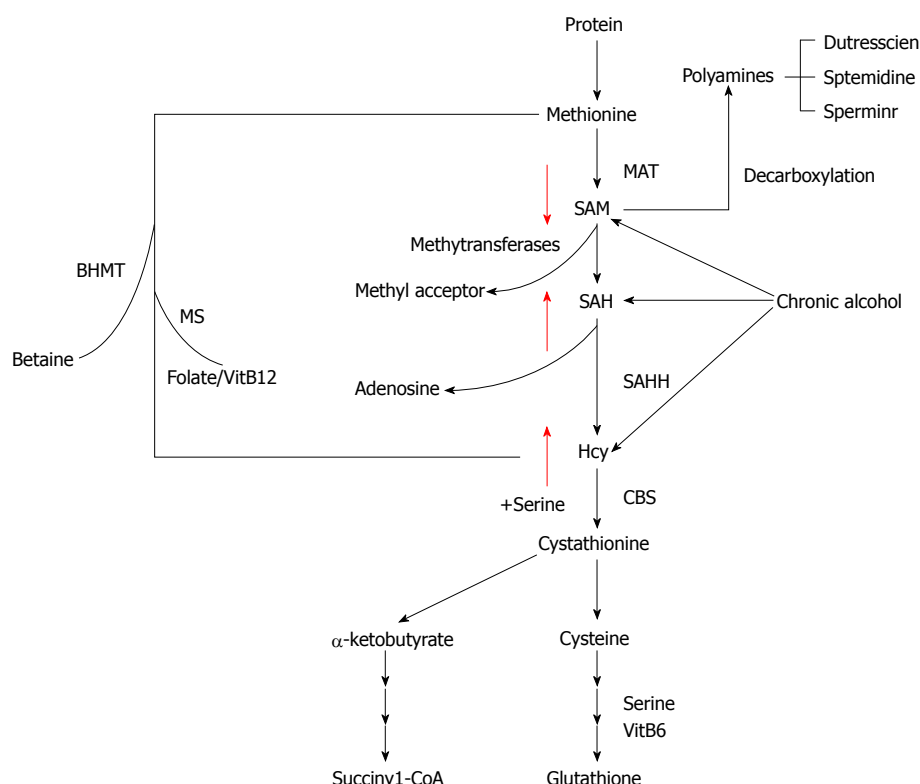 Protein
Dutresscien
Polyamines
Sptemidine
Sperminr
Methionine
MAT
Decarboxylation
SAM
Methytransferases
BHMT
Methyl acceptor
SAH
Chronic alcohol
MS
Betaine
Folate/VitB12
Adenosine
SAHH
Hcy
+Serine
CBS
Cystathionine
α-ketobutyrate
Cysteine
Serine
VitB6
Succiny1-CoA
Glutathione